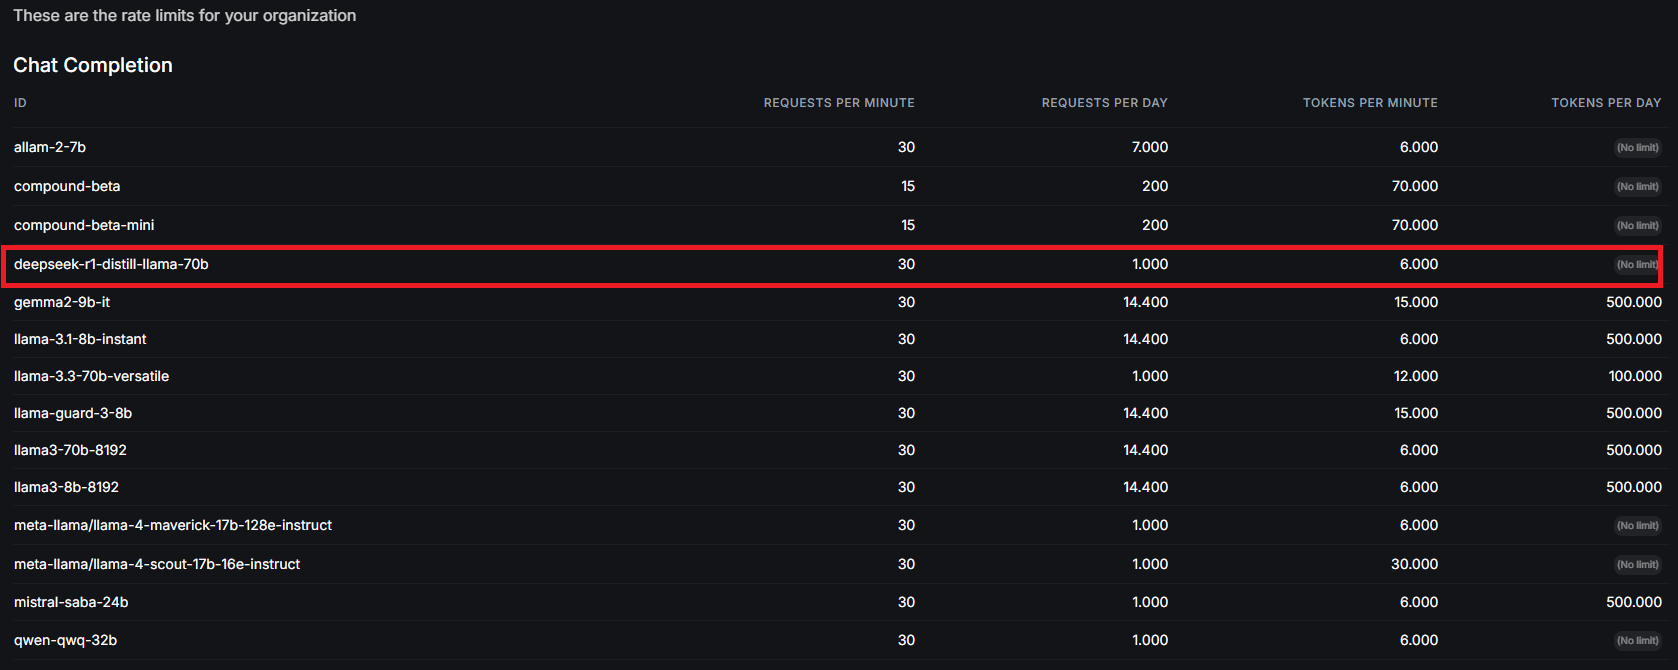 These are the rate limits for your organization
Chat Completion
ID REQUESTS PER MINUTE REQUESTS PER DAY TOKENS PER MINUTE TOKENS PER DAY
allam-2-7b 30 7.000 6.000 (No limit)
compound-beta 15 200 70.000 (No limit)
compound-beta-mini 15 200 70.000 (No limit)
deepseek-r1-distill-llama-70b 30 1.000 6.000 (No limit)
gemma2-9b-it 30 14.400 15.000 500.000
llama-3.1-8b-instant 30 14.400 6.000 500.000
llama-3.3-70b-versatile 30 1.000 12.000 100.000
llama-guard-3-8b 30 14.400 15.000 500.000
llama3-70b-8192 30 14.400 6.000 500.000
llama3-8b-8192 30 14.400 6.000 500.000
meta-llama/llama-4-maverick-17b-128e-instruct 30 1.000 6.000 (No limit)
meta-llama/llama-4-scout-17b-16e-instruct 30 1.000 30.000 (No limit)
mistral-saba-24b 30 1.000 6.000 500.000
qwen-qwq-32b 30 1.000 6.000 (No limit)